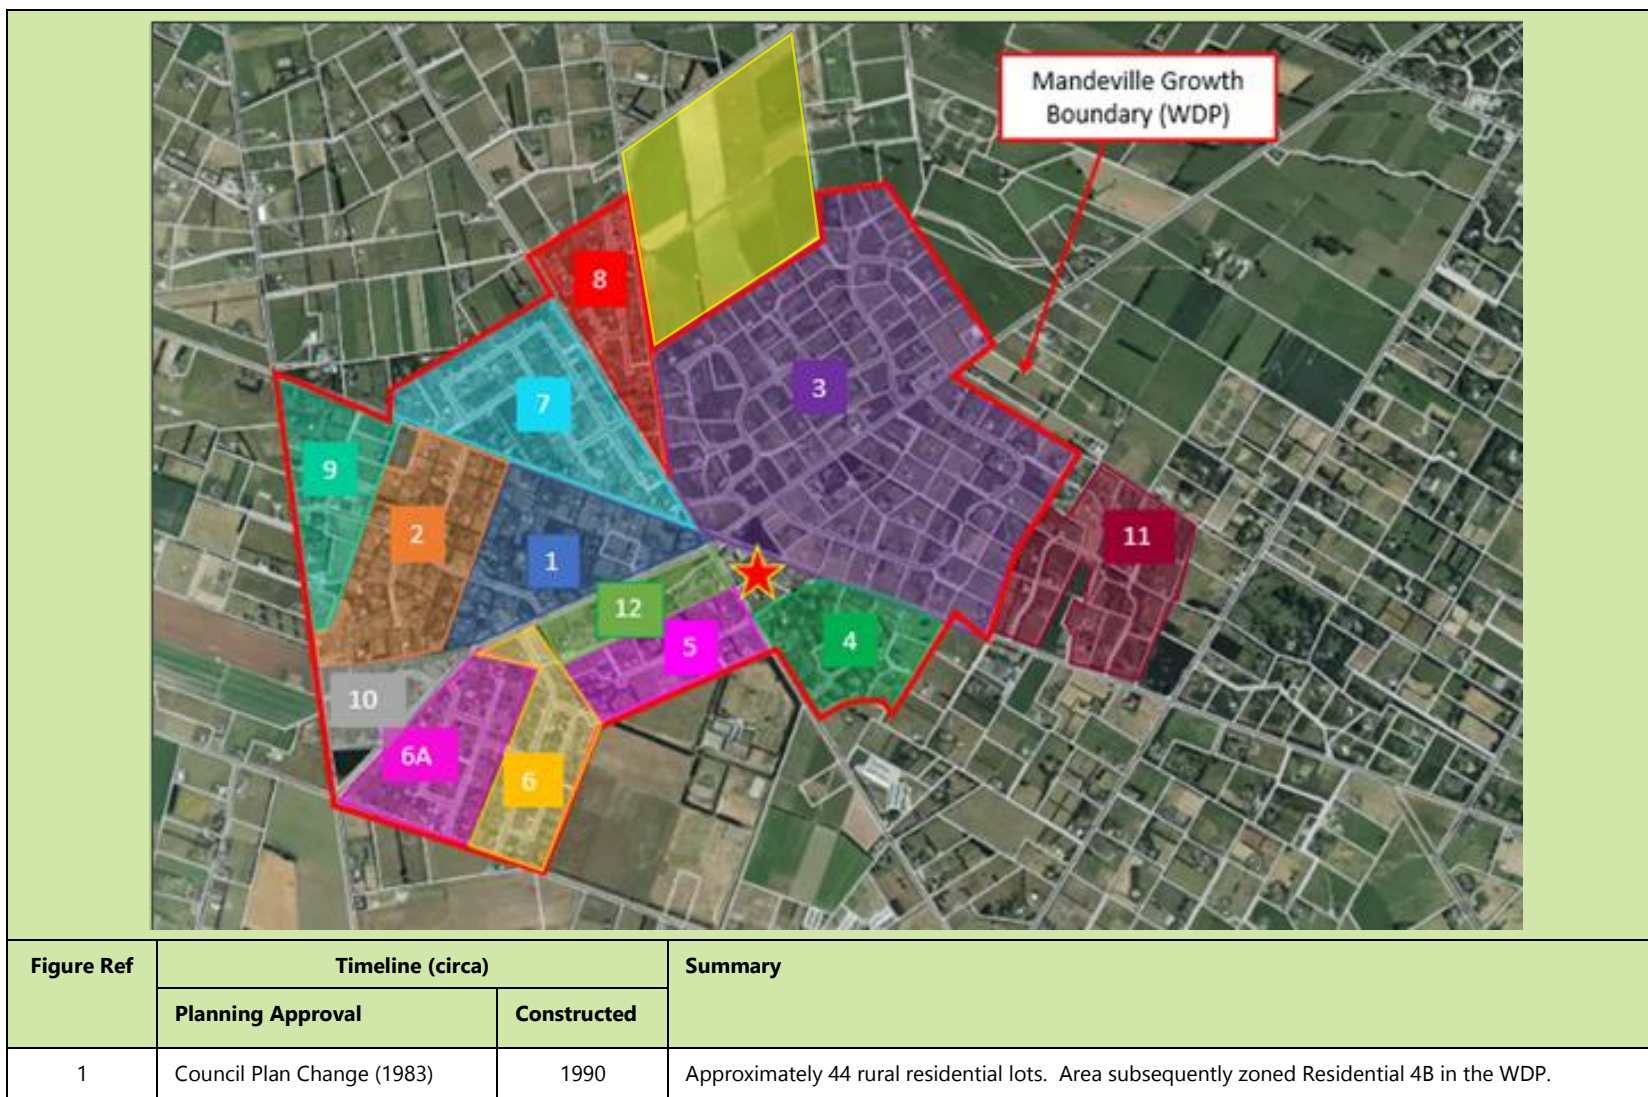 Mandeville Growth
Boundary (WDP)
8
3
7
9
2
1
11
12
4
5
10
6A
6
Figure Ref
Timeline (circa)
Summary
Planning Approval
Constructed
1
Council Plan Change (1983)
1990
Approximately 44 rural residential lots. Area subsequently zoned Residential 4B in the WDP.